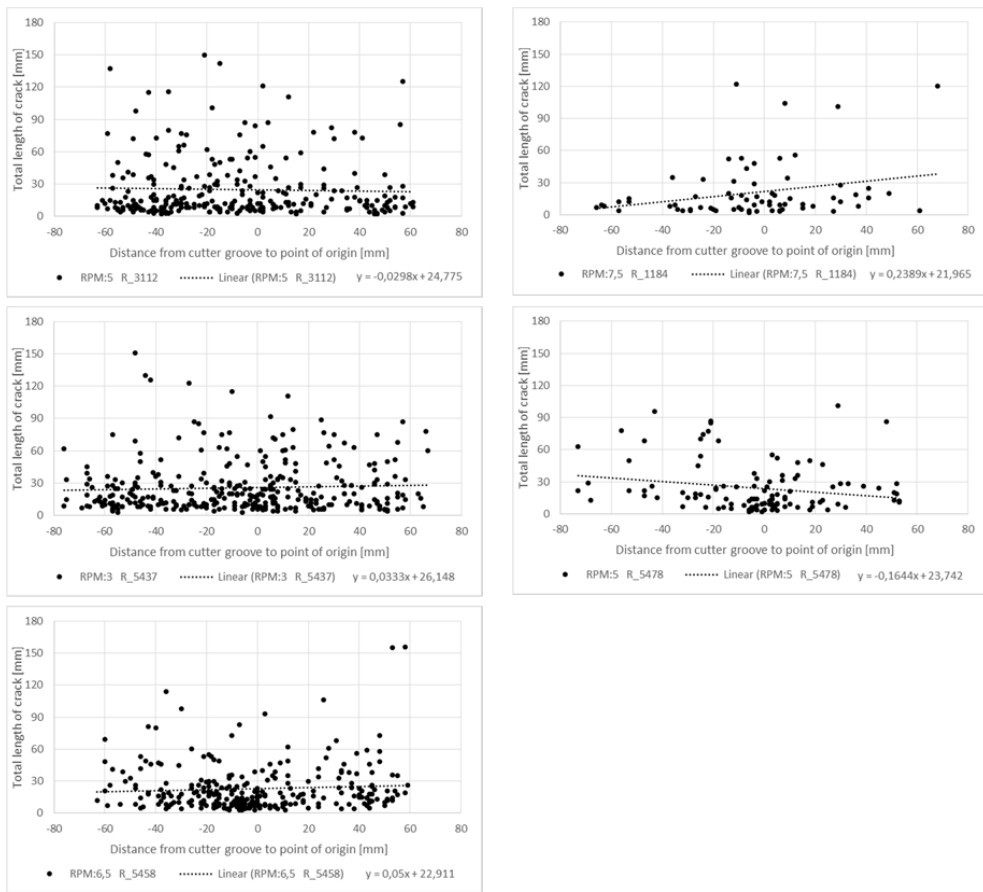 180
150
120
90
60
30
0
Total length of crack [mm]
-80 -60 -40 -20 0 20 40 60 80
Distance from cutter groove to point of origin [mm]
RPM:5 R_3112 Linear (RPM:5 R_3112) y = -0,0298x + 24,775
180
150
120
90
60
30
0
Total length of crack [mm]
-80 -60 -40 -20 0 20 40 60 80
Distance from cutter groove to point of origin [mm]
RPM:7,5 R_1184 Linear (RPM:7,5 R_1184) y = 0,2389x + 21,965
180
150
120
90
60
30
0
Total length of crack [mm]
-80 -60 -40 -20 0 20 40 60 80
Distance from cutter groove to point of origin [mm]
RPM:3 R_5437 Linear (RPM:3 R_5437) y = 0,0333x + 26,148
180
150
120
90
60
30
0
Total length of crack [mm]
-80 -60 -40 -20 0 20 40 60 80
Distance from cutter groove to point of origin [mm]
RPM:5 R_5478 Linear (RPM:5 R_5478) y = -0,1644x + 23,742
180
150
120
90
60
30
0
Total length of crack [mm]
-80 -60 -40 -20 0 20 40 60 80
Distance from cutter groove to point of origin [mm]
RPM:6,5 R_5458 Linear (RPM:6,5 R_5458) y = 0,05x + 22,911